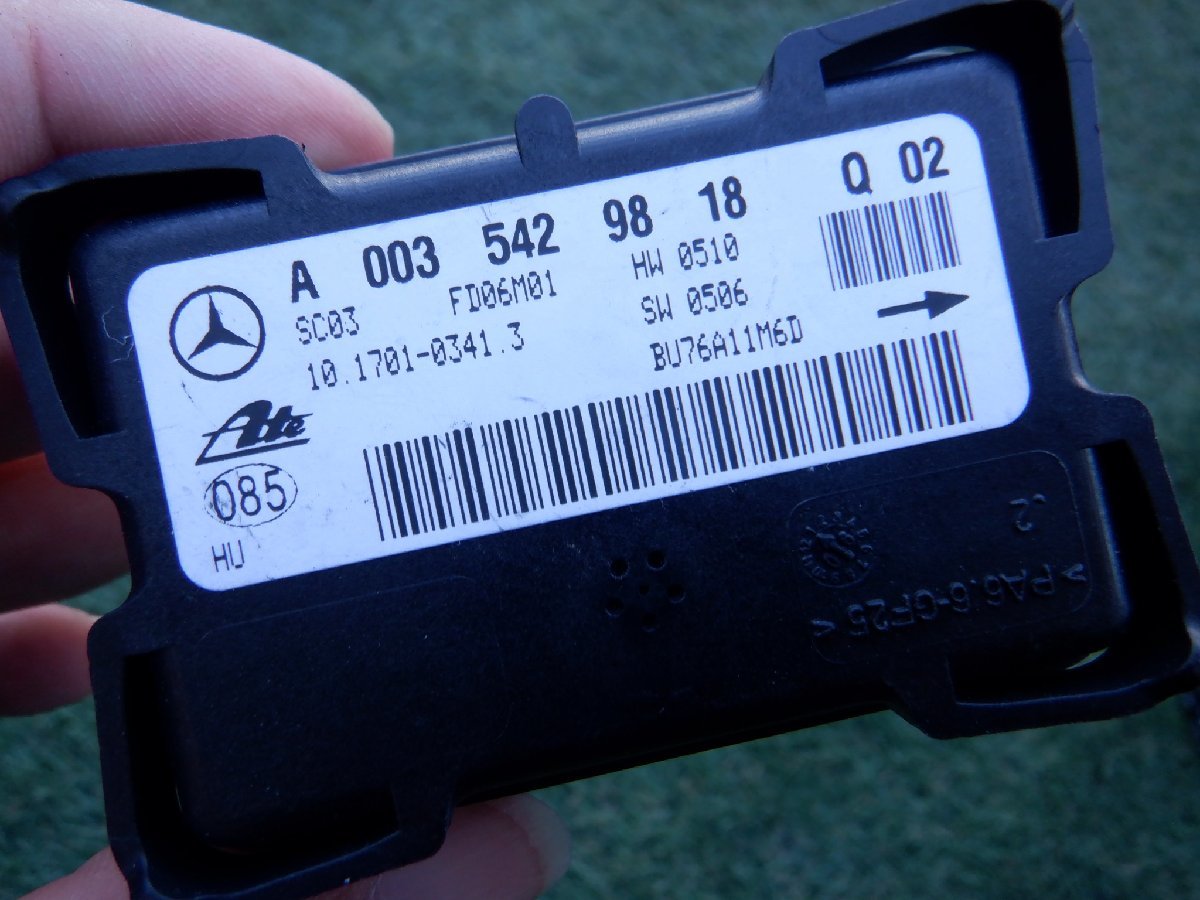 A 003 542 98 18 Q 02
SC03 FD06M01 HW 0510
10.1701-0341.3 SW 0506
BU76A11M6D
Ate
085
HU
.2
>PA6.6-GF25<